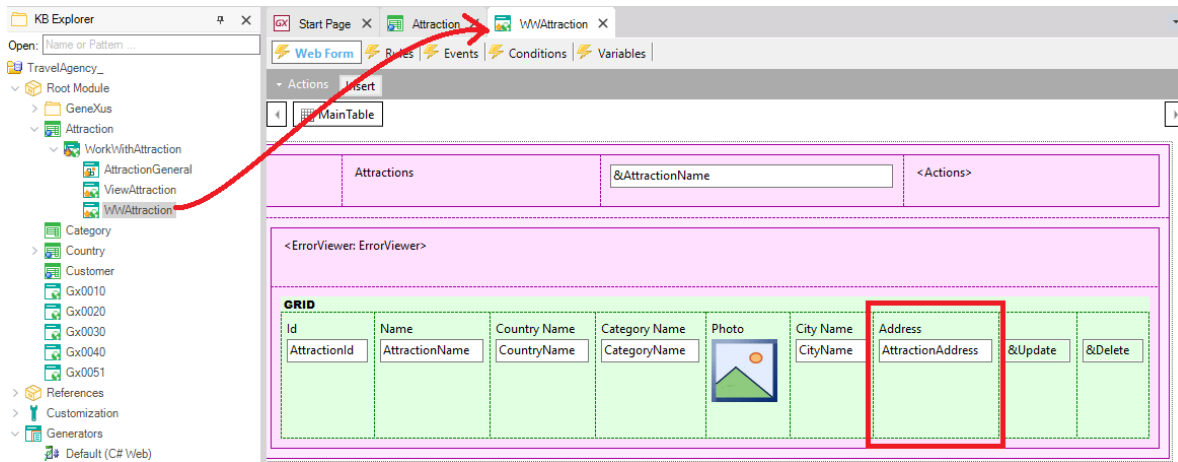 KB Explorer
Open: Name or Pattern ...
TravelAgency_
Root Module
GeneXus
Attraction
WorkWithAttraction
AttractionGeneral
ViewAttraction
WWAttraction
Category
Country
Customer
Gx0010
Gx0020
Gx0030
Gx0040
Gx0051
References
Customization
Generators
Default (C# Web)
GX Start Page Attraction WWAttraction
Web Form Rules Events Conditions Variables
Actions Insert
MainTable
Attractions &AttractionName <Actions>
<ErrorViewer: ErrorViewer>
GRID
Id Name Country Name Category Name Photo City Name Address
AttractionId AttractionName CountryName CategoryName CityName AttractionAddress &Update &Delete